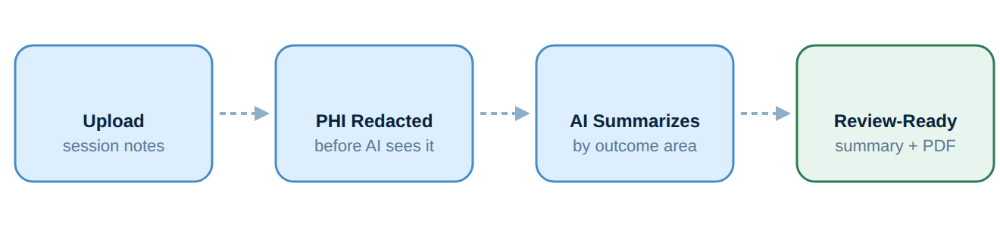 Upload
session notes
PHI Redacted
before AI sees it
AI Summarizes
by outcome area
Review-Ready
summary + PDF